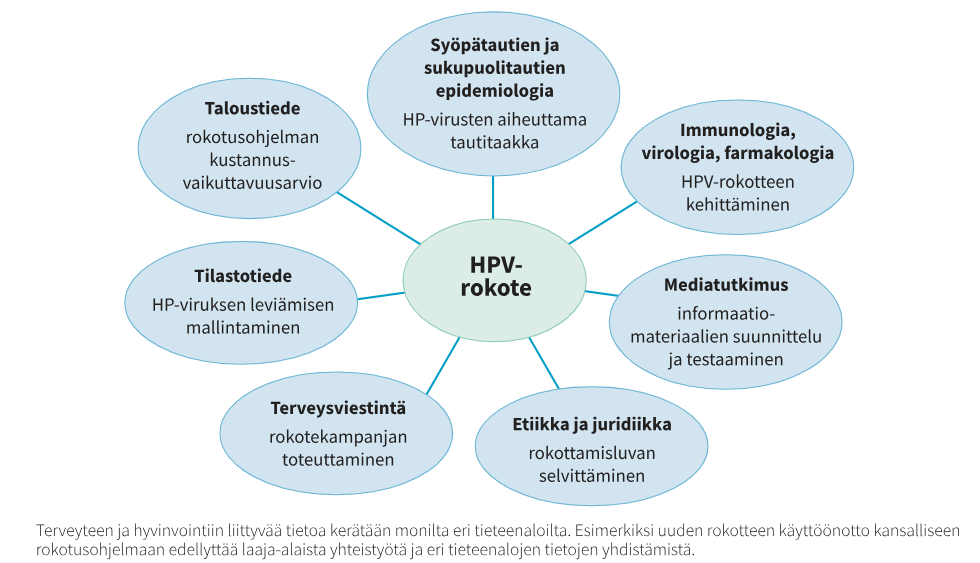 Syöpätautien ja
sukupuolitautien
epidemiologia
HP-virusten aiheuttama
tautitaakka
Taloustiede
rokotusohjelman
kustannus-
vaikuttavuusarvio
Immunologia,
virologia, farmakologia
HPV-rokotteen
kehittäminen
HPV-
rokote
Tilastotiede
HP-viruksen leviämisen
mallintaminen
Mediatutkimus
informaatio-
materiaalien suunnittelu
ja testaaminen
Terveysviestintä
rokotekampanjan
toteuttaminen
Etiikka ja juridiikka
rokottamisluvan
selvittäminen
Terveyteen ja hyvinvointiin liittyvää tietoa kerätään monilta eri tieteenaloilta. Esimerkiksi uuden rokotteen käyttöönotto kansalliseen
rokotusohjelmaan edellyttää laaja-alaista yhteistyötä ja eri tieteenalojen tietojen yhdistämistä.